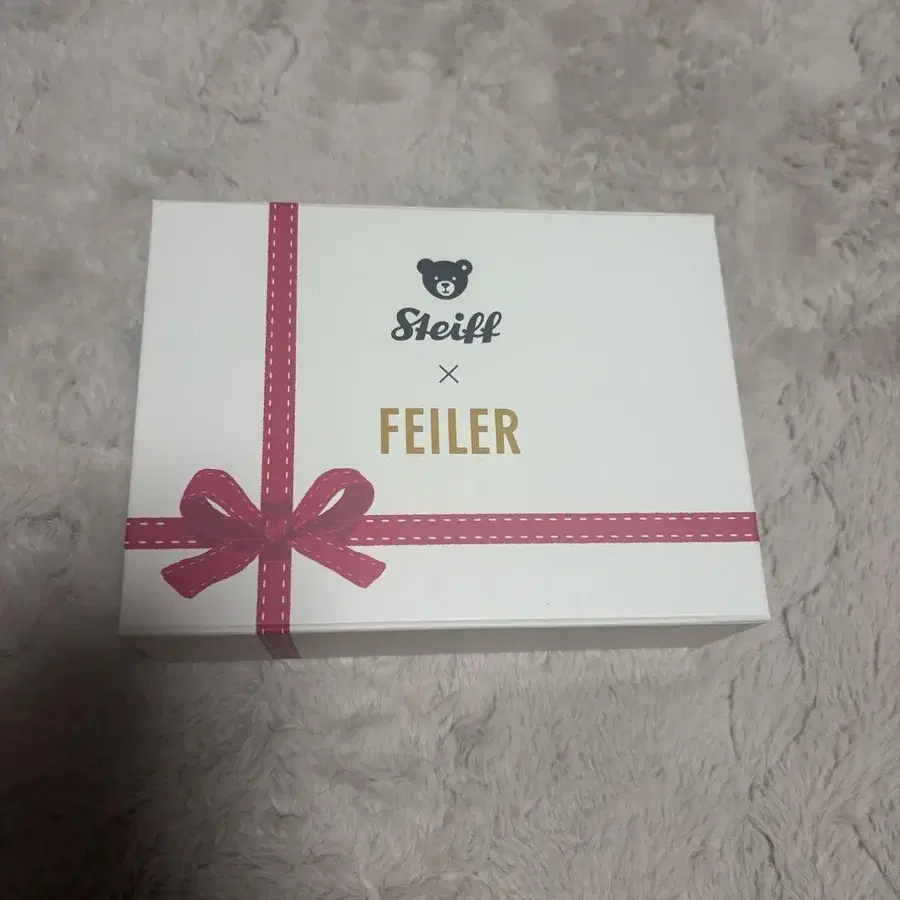 Steiff
×
FEILER